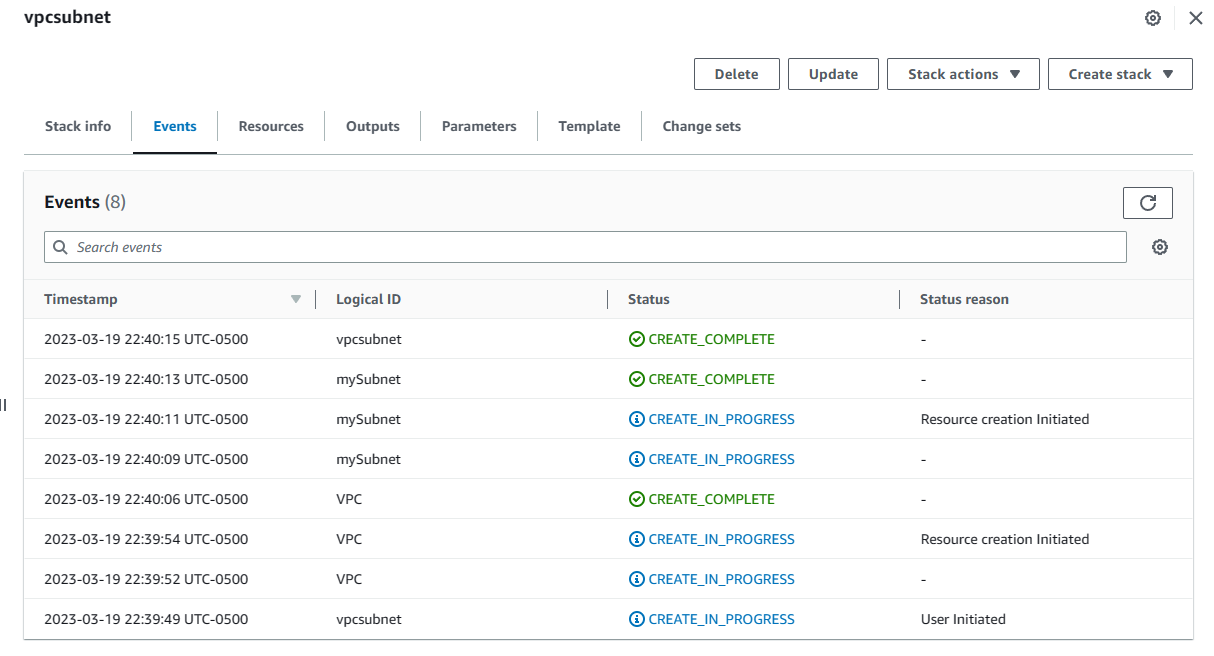 vpcsubnet
Delete Update Stack actions Create stack
Stack info Events Resources Outputs Parameters Template Change sets
Events (8)
Search events
Timestamp Logical ID Status Status reason
2023-03-19 22:40:15 UTC-0500 vpcsubnet CREATE_COMPLETE -
2023-03-19 22:40:13 UTC-0500 mySubnet CREATE_COMPLETE -
2023-03-19 22:40:11 UTC-0500 mySubnet CREATE_IN_PROGRESS Resource creation Initiated
2023-03-19 22:40:09 UTC-0500 mySubnet CREATE_IN_PROGRESS -
2023-03-19 22:40:06 UTC-0500 VPC CREATE_COMPLETE -
2023-03-19 22:39:54 UTC-0500 VPC CREATE_IN_PROGRESS Resource creation Initiated
2023-03-19 22:39:52 UTC-0500 VPC CREATE_IN_PROGRESS -
2023-03-19 22:39:49 UTC-0500 vpcsubnet CREATE_IN_PROGRESS User Initiated